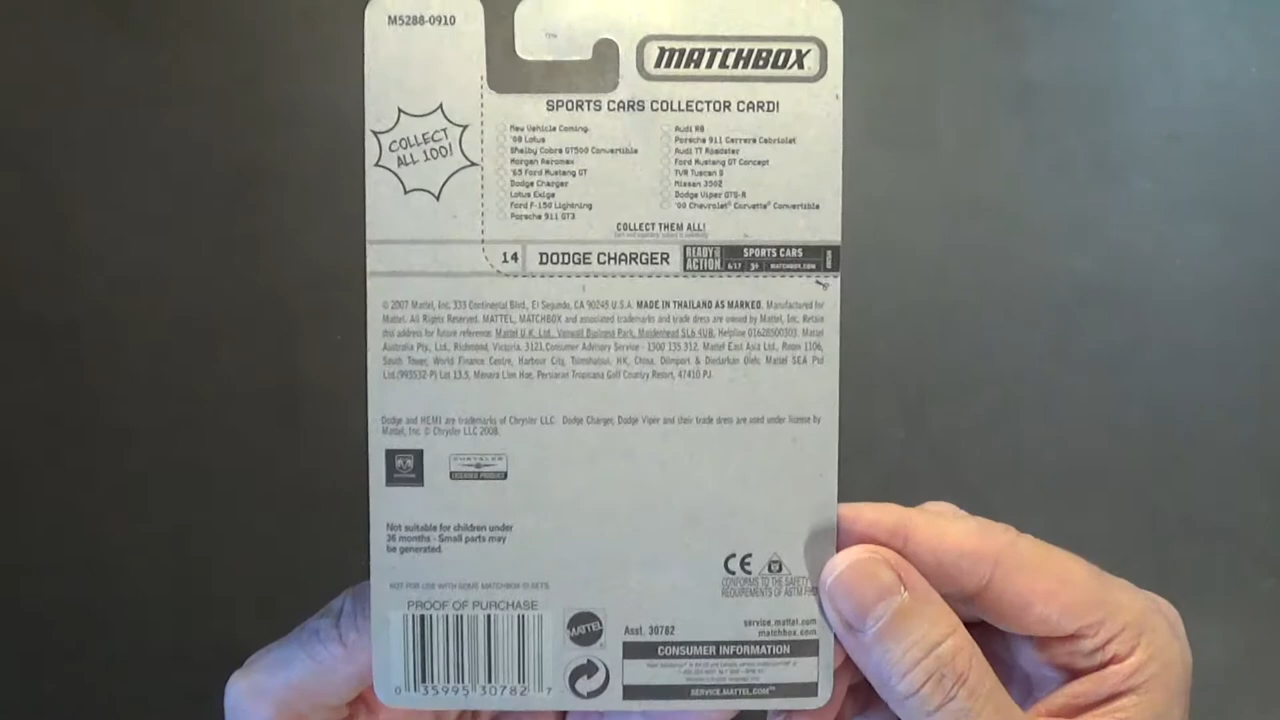 M5288-0910
MATCHBOX
SPORTS CARS COLLECTOR CARD!
COLLECT
ALL 100!
New Vehicle Coming
'08 Lotus
Shelby Cobra GT500 Convertible
Morgan Aeromax
'65 Ford Mustang GT
Dodge Charger
Lotus Exige
Ford F-150 Lightning
Porsche 911 GT3
Audi R8
Porsche 911 Carrera Cabriolet
Audi TT Roadster
Ford Mustang GT Concept
TVR Tuscan S
Nissan 350Z
Dodge Viper GTS-R
Chevrolet® Corvette® Convertible
COLLECT THEM ALL!
14 DODGE CHARGER
READY FOR ACTION 6/17 3+ SPORTS CARS MATCHBOX.COM
© 2007 Mattel, Inc. 333 Continental Blvd., El Segundo, CA 90245 U.S.A. MADE IN THAILAND AS MARKED. Manufactured for
Mattel. All Rights Reserved. MATTEL, MATCHBOX and associated trademarks and trade dress are owned by Mattel, Inc. Retain
this address for future reference: Mattel U.K. Ltd., Vanwall Business Park, Maidenhead SL6 4UB. Helpline 01628500303. Mattel
Australia Pty., Ltd., Richmond, Victoria. 3121.Consumer Advisory Service - 1300 135 312. Mattel East Asia Ltd., Room 1106,
South Tower, World Finance Centre, Harbour City, Tsimshatsui, HK, China. Diimport & Diedarkan Oleh: Mattel SEA Ptd
Ltd.(993532-P) Lot 13.5, Menara Lien Hoe, Persiaran Tropicana Golf Country Resort, 47410 PJ.
Dodge and HEMI are trademarks of Chrysler LLC. Dodge Charger, Dodge Viper and their trade dress are used under license by
Mattel, Inc. © Chrysler LLC 2008.
CHRYSLER
LICENSED PRODUCT
Not suitable for children under
36 months - Small parts may
be generated.
CE
CONFORMS TO THE SAFETY
REQUIREMENTS OF ASTM
NOT FOR USE WITH SOME MATCHBOX SETS.
PROOF OF PURCHASE
0 35995 30782 7
MATTEL
Asst. 30782
service.mattel.com
matchbox.com
CONSUMER INFORMATION
SERVICE.MATTEL.COM™